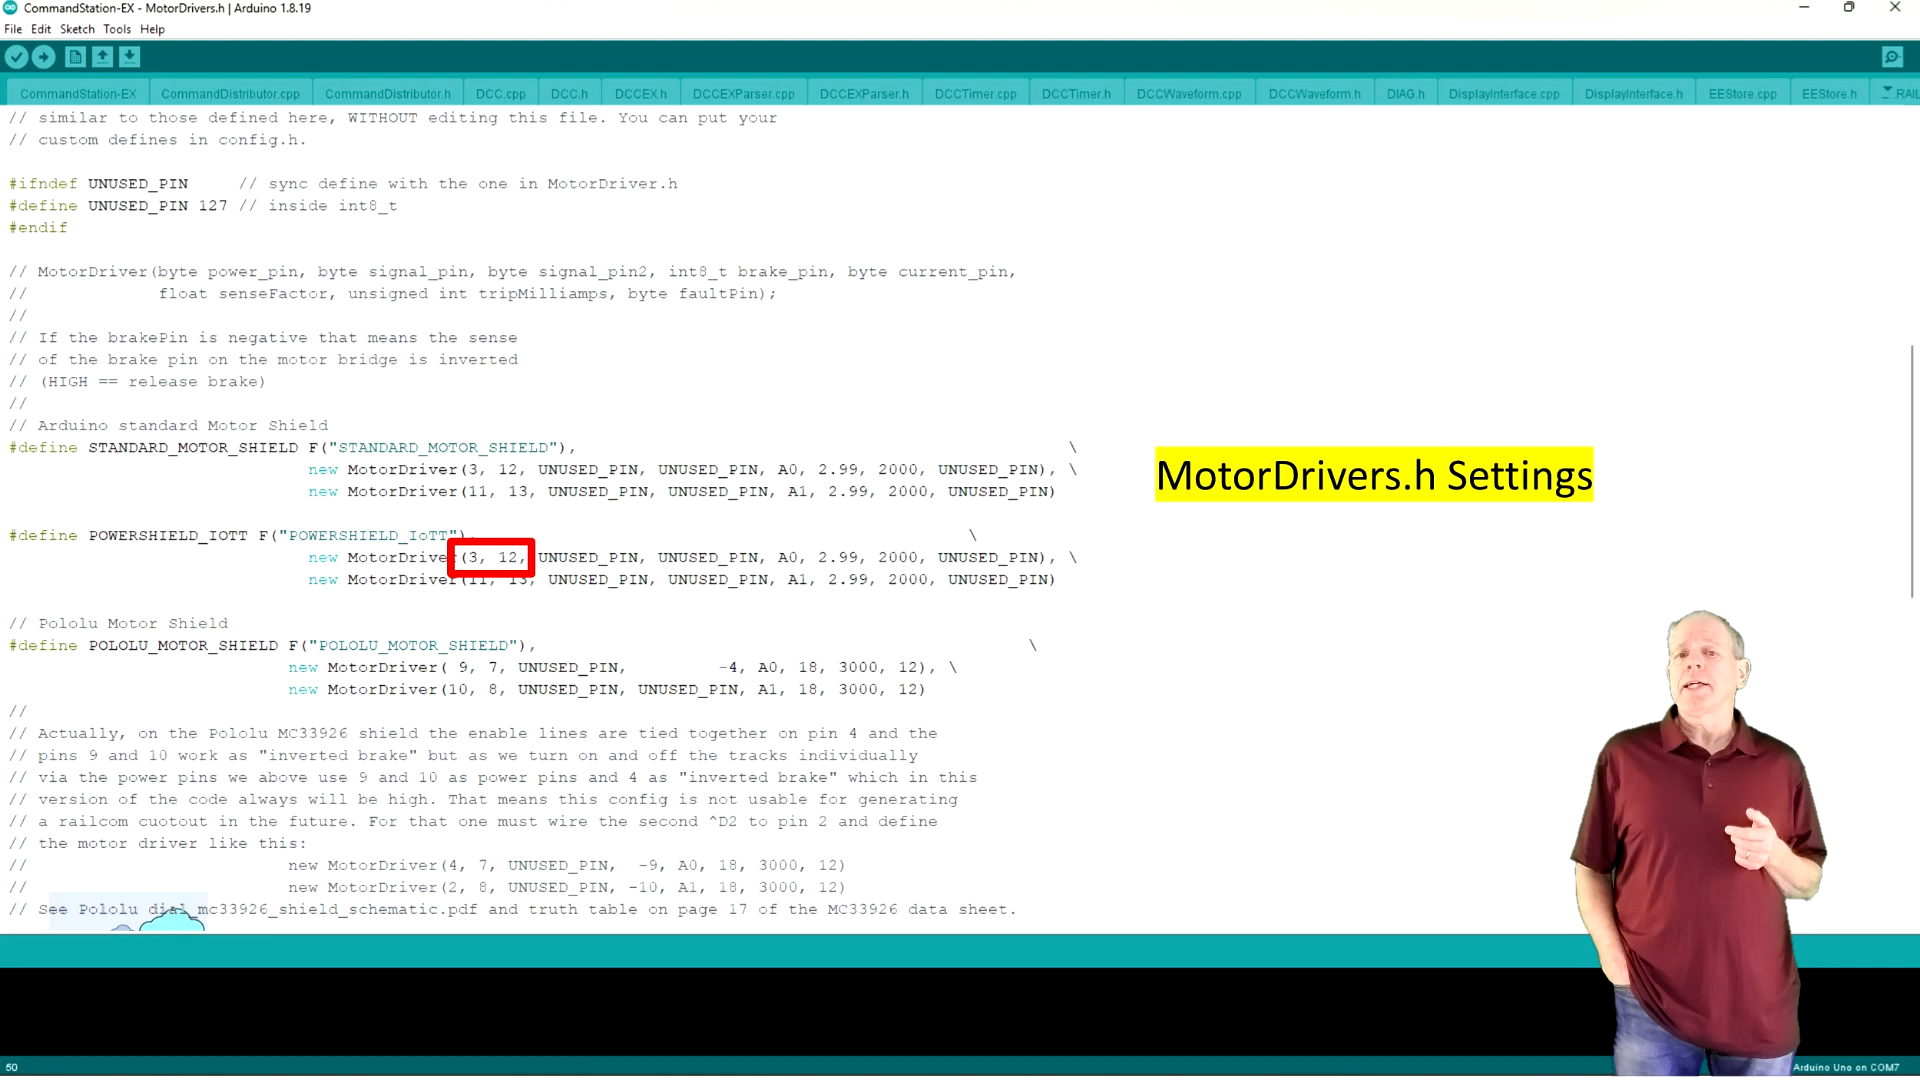 CommandStation-EX - MotorDrivers.h | Arduino 1.8.19
File Edit Sketch Tools Help
CommandStation-EX CommandDistributor.cpp CommandDistributor.h DCC.cpp DCC.h DCCEX.h DCCEXParser.cpp DCCEXParser.h DCCTimer.cpp DCCTimer.h DCCWaveform.cpp DCCWaveform.h DIAG.h DisplayInterface.cpp DisplayInterface.h EEStore.cpp EEStore.h
// similar to those defined here, WITHOUT editing this file. You can put your
// custom defines in config.h.
#ifndef UNUSED_PIN // sync define with the one in MotorDriver.h
#define UNUSED_PIN 127 // inside int8_t
#endif
// MotorDriver(byte power_pin, byte signal_pin, byte signal_pin2, int8_t brake_pin, byte current_pin,
// float senseFactor, unsigned int tripMilliamps, byte faultPin);
//
// If the brakePin is negative that means the sense
// of the brake pin on the motor bridge is inverted
// (HIGH == release brake)
//
// Arduino standard Motor Shield
#define STANDARD_MOTOR_SHIELD F("STANDARD_MOTOR_SHIELD"), \
new MotorDriver(3, 12, UNUSED_PIN, UNUSED_PIN, A0, 2.99, 2000, UNUSED_PIN), \
new MotorDriver(11, 13, UNUSED_PIN, UNUSED_PIN, A1, 2.99, 2000, UNUSED_PIN)
MotorDrivers.h Settings
#define POWERSHIELD_IOTT F("POWERSHIELD_IoTT"), \
new MotorDriver(3, 12, UNUSED_PIN, UNUSED_PIN, A0, 2.99, 2000, UNUSED_PIN), \
new MotorDriver(11, 13, UNUSED_PIN, UNUSED_PIN, A1, 2.99, 2000, UNUSED_PIN)
// Pololu Motor Shield
#define POLOLU_MOTOR_SHIELD F("POLOLU_MOTOR_SHIELD"), \
new MotorDriver( 9, 7, UNUSED_PIN, -4, A0, 18, 3000, 12), \
new MotorDriver(10, 8, UNUSED_PIN, UNUSED_PIN, A1, 18, 3000, 12)
//
// Actually, on the Pololu MC33926 shield the enable lines are tied together on pin 4 and the
// pins 9 and 10 work as "inverted brake" but as we turn on and off the tracks individually
// via the power pins we above use 9 and 10 as power pins and 4 as "inverted brake" which in this
// version of the code always will be high. That means this config is not usable for generating
// a railcom cuotout in the future. For that one must wire the second ^D2 to pin 2 and define
// the motor driver like this:
// new MotorDriver(4, 7, UNUSED_PIN, -9, A0, 18, 3000, 12)
// new MotorDriver(2, 8, UNUSED_PIN, -10, A1, 18, 3000, 12)
// See Pololu dial_mc33926_shield_schematic.pdf and truth table on page 17 of the MC33926 data sheet.
50
Arduino Uno on COM7